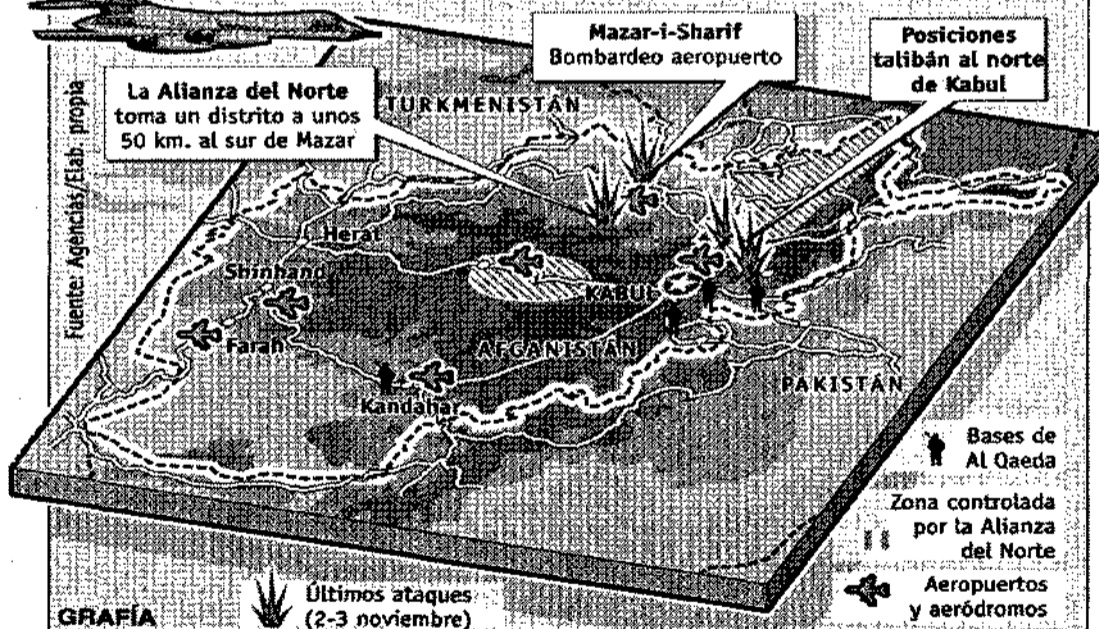 Mazar-i-Sharif
Bombardeo aeropuerto
Posiciones
talibán al norte
de Kabul
La Alianza del Norte
toma un distrito a unos
50 km. al sur de Mazar
TURKMENISTÁN
Fuente: Agencias/Elab. propia
Herat
Shinhand
KABUL
Farah
AFGANISTÁN
Kandahar
PAKISTÁN
Bases de
Al Qaeda
Zona controlada
por la Alianza
del Norte
Aeropuertos
y aeródromos
Últimos ataques
(2-3 noviembre)
GRAFÍA